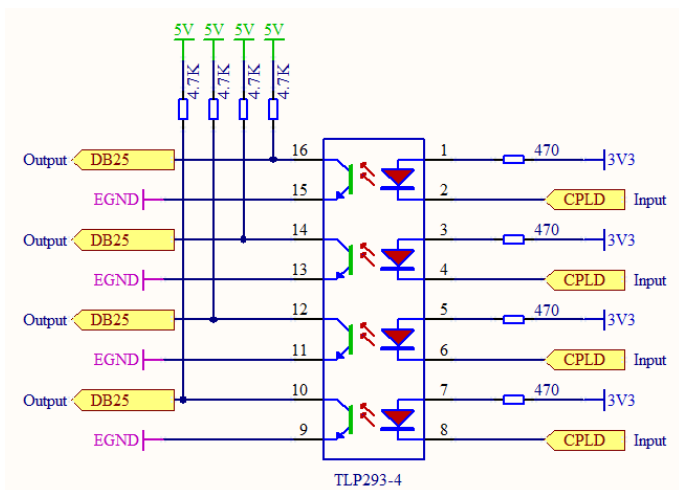 5V 5V 5V 5V
4.7K 4.7K 4.7K 4.7K
Output DB25 16 1 470 3V3
EGND 15 2 CPLD Input
Output DB25 14 3 470 3V3
EGND 13 4 CPLD Input
Output DB25 12 5 470 3V3
EGND 11 6 CPLD Input
Output DB25 10 7 470 3V3
EGND 9 8 CPLD Input
TLP293-4